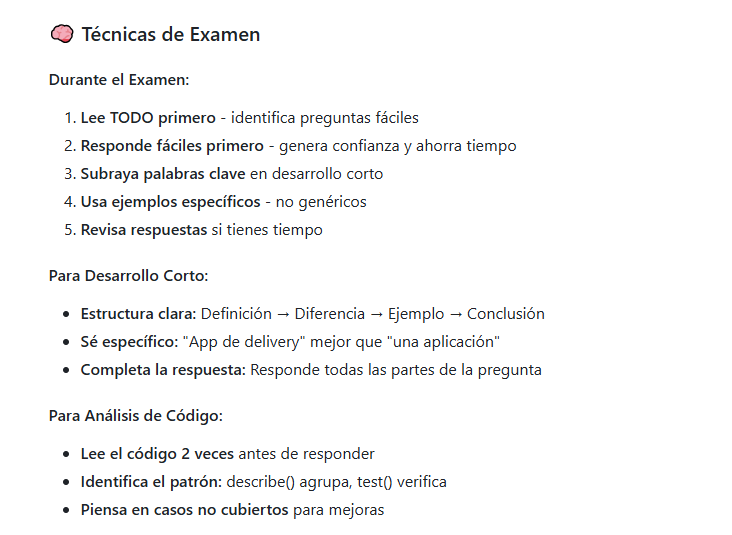 🧠 Técnicas de Examen
Durante el Examen:
1. Lee TODO primero - identifica preguntas fáciles
2. Responde fáciles primero - genera confianza y ahorra tiempo
3. Subraya palabras clave en desarrollo corto
4. Usa ejemplos específicos - no genéricos
5. Revisa respuestas si tienes tiempo
Para Desarrollo Corto:
• Estructura clara: Definición → Diferencia → Ejemplo → Conclusión
• Sé específico: "App de delivery" mejor que "una aplicación"
• Completa la respuesta: Responde todas las partes de la pregunta
Para Análisis de Código:
• Lee el código 2 veces antes de responder
• Identifica el patrón: describe() agrupa, test() verifica
• Piensa en casos no cubiertos para mejoras